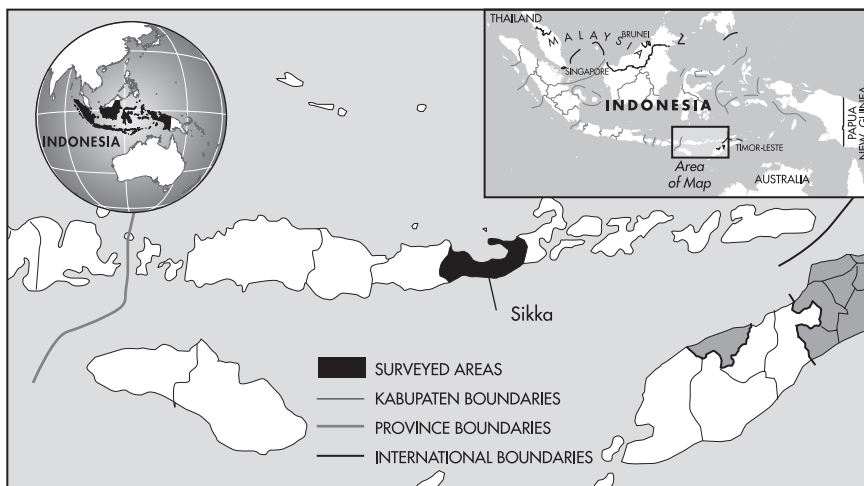 INDONESIA
THAILAND
MALAYSIA
BRUNEI
SINGAPORE
INDONESIA
PAPUA
NEW GUINEA
TIMOR-LESTE
Area
of Map
AUSTRALIA
Sikka
SURVEYED AREAS
KABUPATEN BOUNDARIES
PROVINCE BOUNDARIES
INTERNATIONAL BOUNDARIES